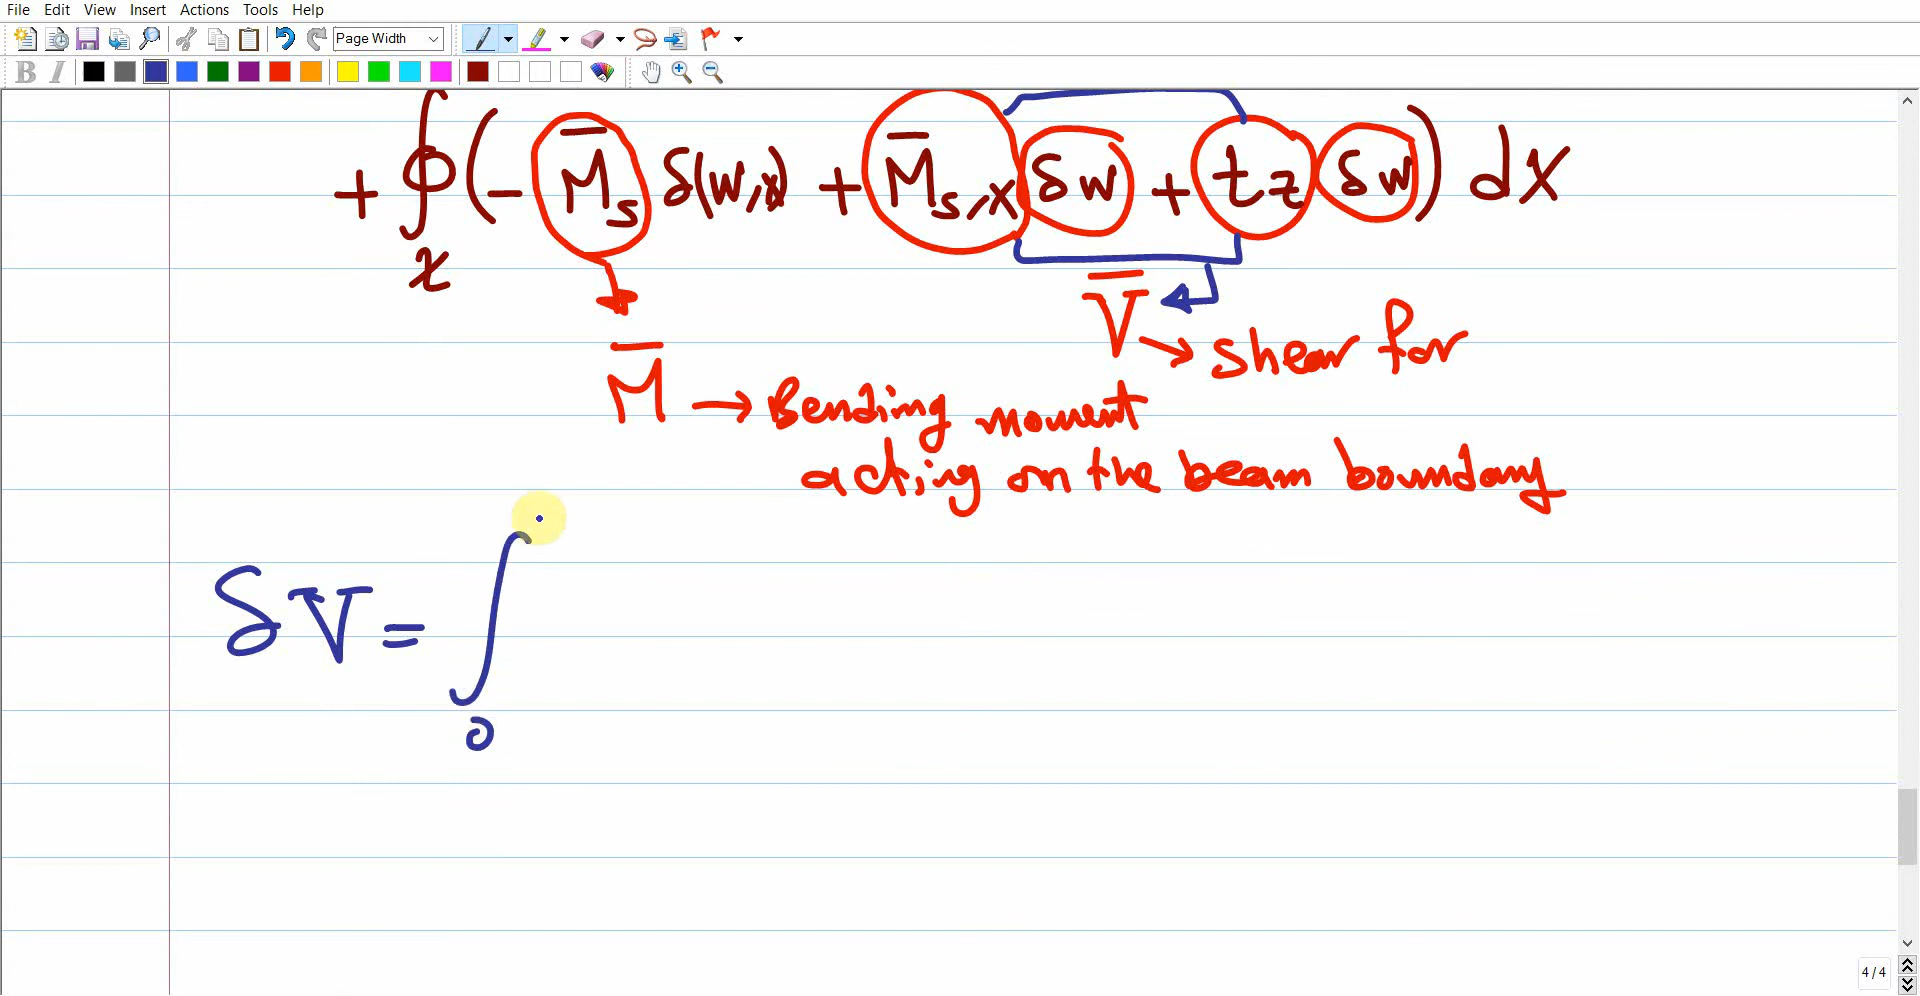 File Edit View Insert Actions Tools Help
Page Width
B I
+ ∮ ( - M̅s δ(w,x) + M̅s,x δw + tz δw ) dx
x
V̅ → shear for
M̅ → Bending moment
acting on the beam boundary
δV = ∫
0
4 / 4